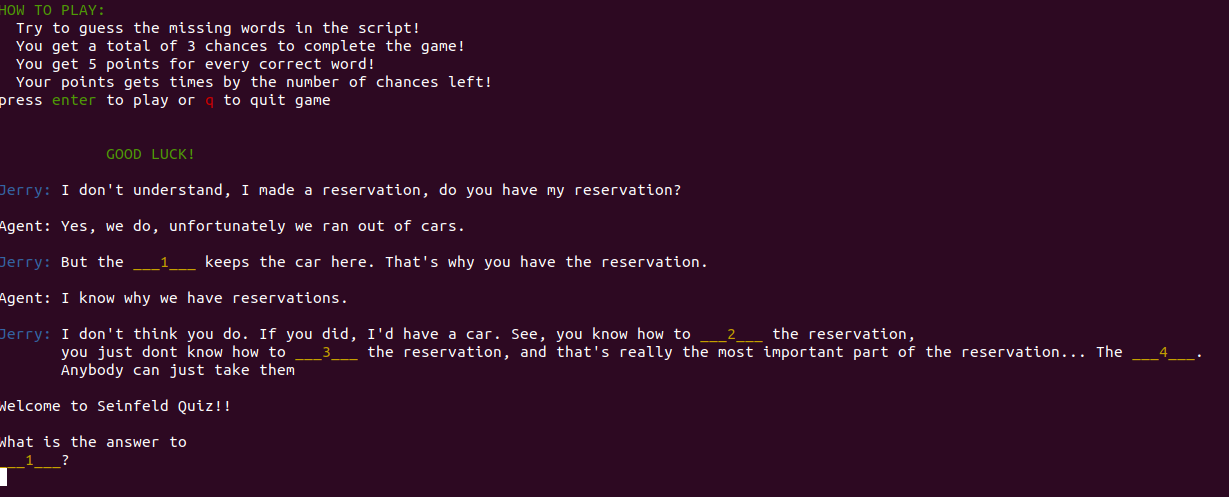 HOW TO PLAY:
Try to guess the missing words in the script!
You get a total of 3 chances to complete the game!
You get 5 points for every correct word!
Your points gets times by the number of chances left!
press enter to play or q to quit game
GOOD LUCK!
Jerry: I don't understand, I made a reservation, do you have my reservation?
Agent: Yes, we do, unfortunately we ran out of cars.
Jerry: But the ___1___ keeps the car here. That's why you have the reservation.
Agent: I know why we have reservations.
Jerry: I don't think you do. If you did, I'd have a car. See, you know how to ___2___ the reservation,
you just dont know how to ___3___ the reservation, and that's really the most important part of the reservation... The ___4___.
Anybody can just take them
Welcome to Seinfeld Quiz!!
What is the answer to
___1___?